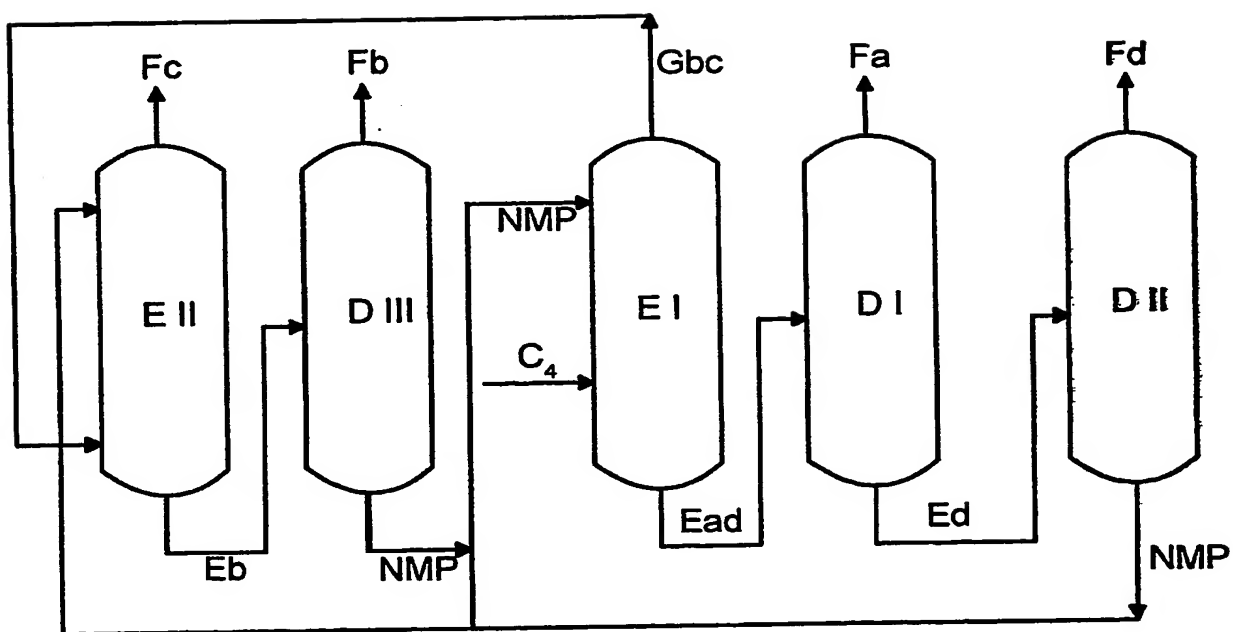 Fc
Fb
Gbc
Fa
Fd
NMP
E II
D III
E I
D I
D II
C₄
Ead
Ed
Eb
NMP
NMP